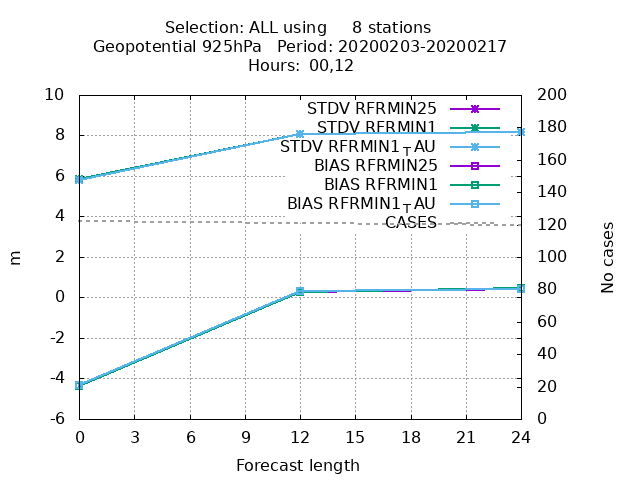 Selection: ALL using     8 stations
Geopotential 925hPa   Period: 20200203-20200217
Hours: 00,12
10
8
6
4
2
0
-2
-4
-6
m
200
180
160
140
120
100
80
60
40
20
0
No cases
STDV RFRMIN25
STDV RFRMIN1
STDV RFRMIN1TAU
BIAS RFRMIN25
BIAS RFRMIN1
BIAS RFRMIN1TAU
CASES
0 3 6 9 12 15 18 21 24
Forecast length